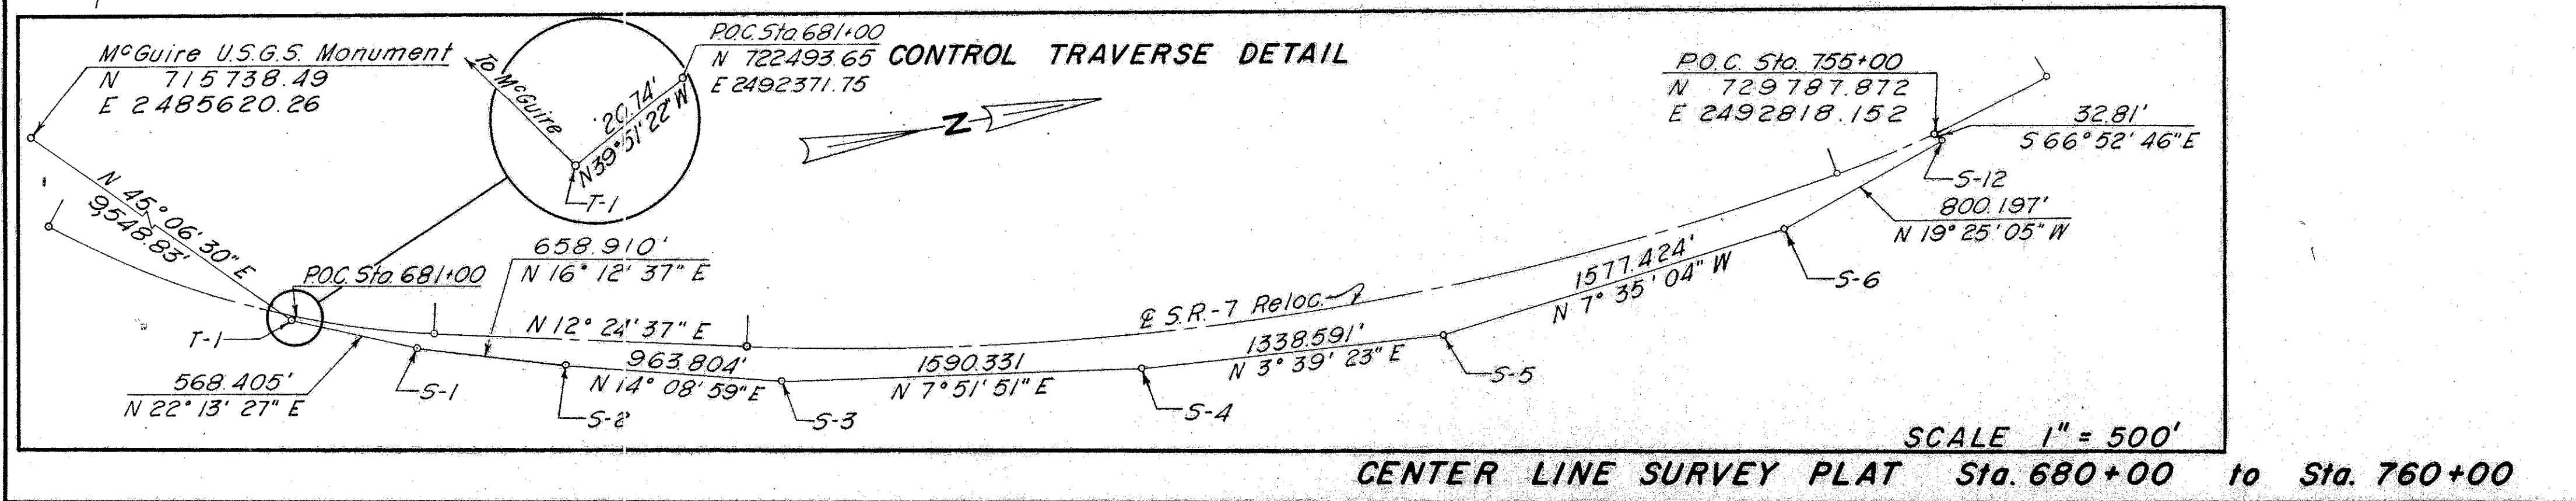 CONTROL TRAVERSE DETAIL
McGuire U.S.G.S. Monument
N 715738.49
E 2485620.26
To McGuire
20.74'
N 39° 51' 22" W
T-1
P.O.C. Sta. 681+00
N 722493.65
E 2492371.75
N
P.O.C. Sta. 755+00
N 729787.872
E 2492818.152
32.81'
S 66° 52' 46" E
S-12
800.197'
N 19° 25' 05" W
N 45° 06' 30" E
9,548.83'
P.O.C. Sta. 681+00
658.910'
N 16° 12' 37" E
T-1
568.405'
N 22° 13' 27" E
S-1
N 12° 24' 37" E
963.804'
N 14° 08' 59" E
S-2
S-3
1590.331
N 7° 51' 51" E
S-4
℄ S.R.-7 Reloc.
1338.591'
N 3° 39' 23" E
S-5
1577.424'
N 7° 35' 04" W
S-6
SCALE 1" = 500'
CENTER LINE SURVEY PLAT Sta. 680+00 to Sta. 760+00